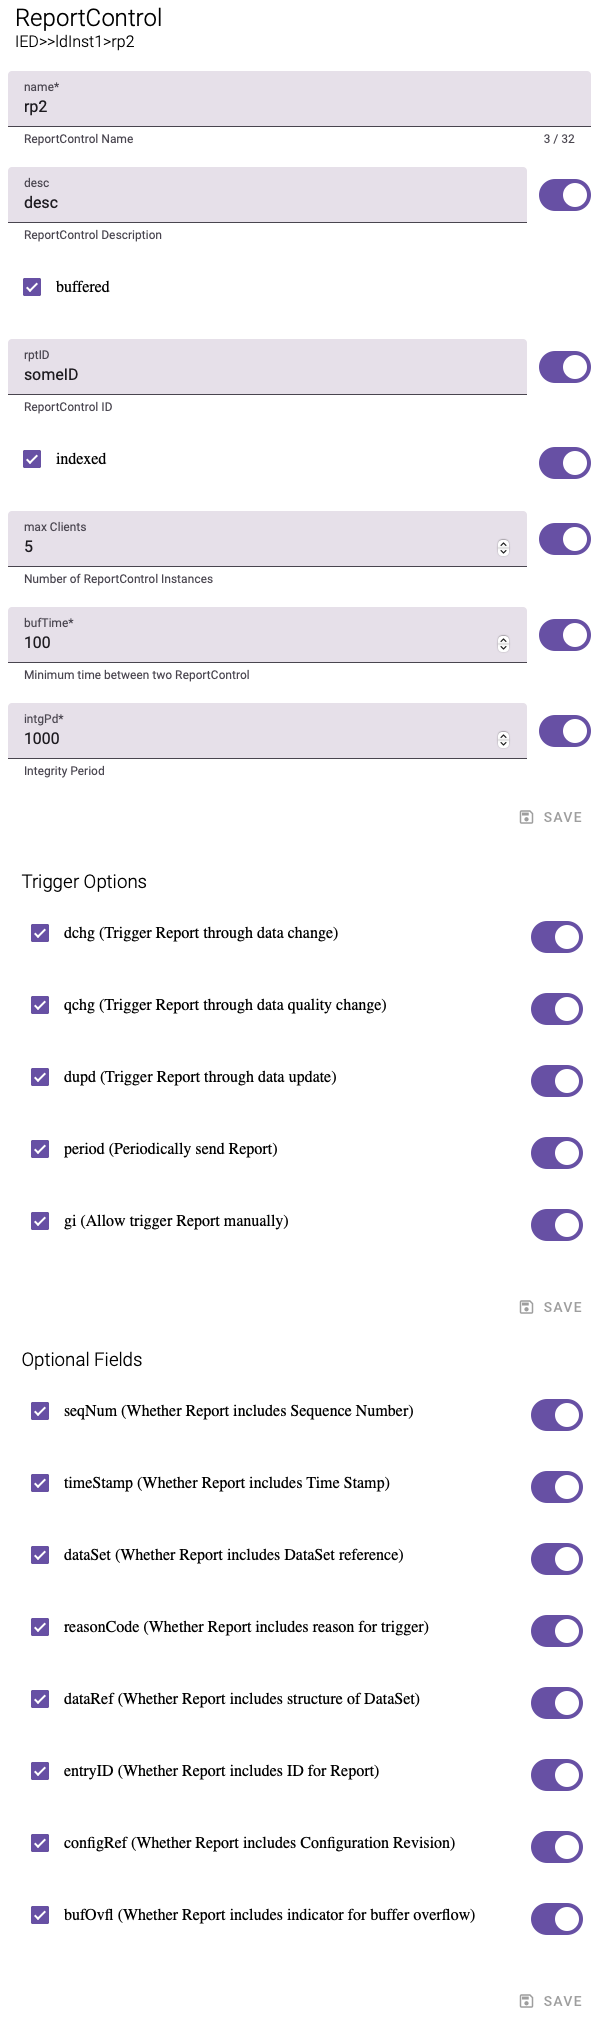 ReportControl
IED>>ldInst1>rp2
name*
rp2
ReportControl Name 3 / 32
desc
desc
ReportControl Description
buffered
rptID
someID
ReportControl ID
indexed
max Clients
5
Number of ReportControl Instances
bufTime*
100
Minimum time between two ReportControl
intgPd*
1000
Integrity Period
SAVE
Trigger Options
dchg (Trigger Report through data change)
qchg (Trigger Report through data quality change)
dupd (Trigger Report through data update)
period (Periodically send Report)
gi (Allow trigger Report manually)
SAVE
Optional Fields
seqNum (Whether Report includes Sequence Number)
timeStamp (Whether Report includes Time Stamp)
dataSet (Whether Report includes DataSet reference)
reasonCode (Whether Report includes reason for trigger)
dataRef (Whether Report includes structure of DataSet)
entryID (Whether Report includes ID for Report)
configRef (Whether Report includes Configuration Revision)
bufOvfl (Whether Report includes indicator for buffer overflow)
SAVE